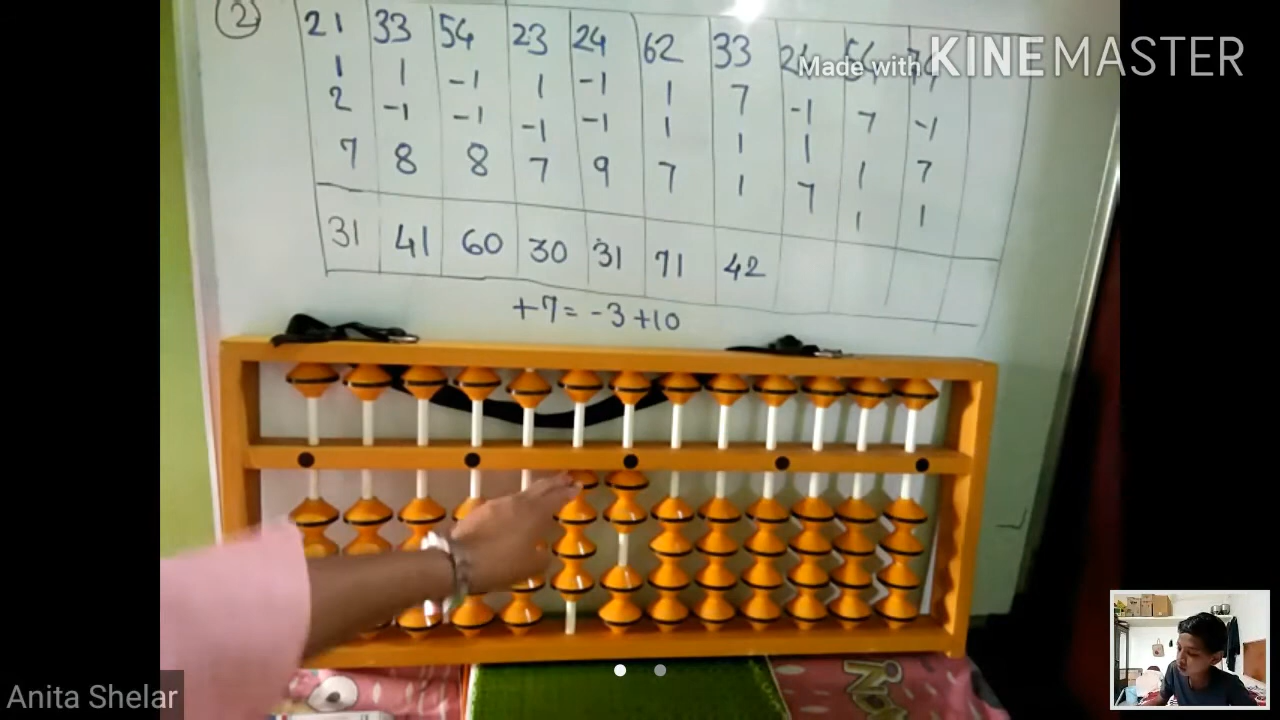 2
21 33 54 23 24 62 33
1 1 -1 1 -1 1 7 -1 7 -1
2 -1 -1 -1 -1 1 1 1 1 7
7 8 8 7 9 7 1 7 1 1
31 41 60 30 31 71 42
+7 = -3 +10
Made with KINEMASTER
Anita Shelar